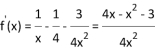 f'(x) = 1/x - 1/4 - 3/4x² = 4x - x² - 3/4x²